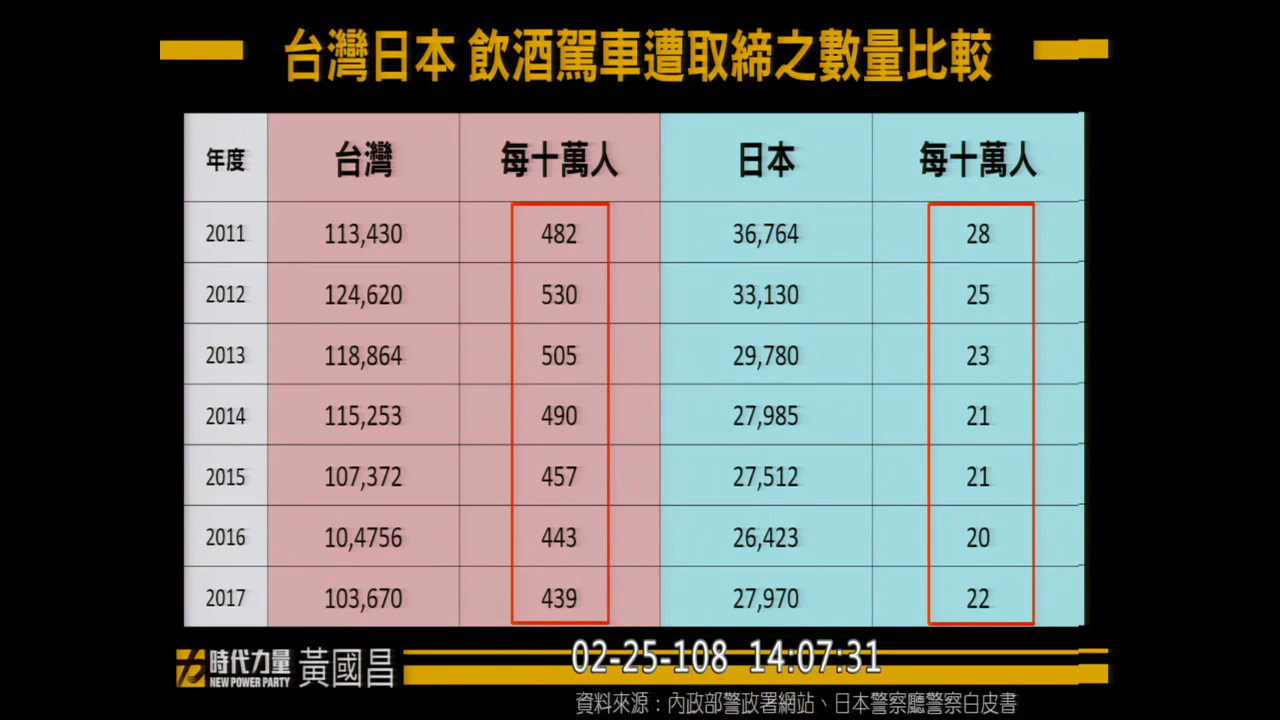 台灣日本 飲酒駕車遭取締之數量比較
年度 台灣 每十萬人 日本 每十萬人
2011 113,430 482 36,764 28
2012 124,620 530 33,130 25
2013 118,864 505 29,780 23
2014 115,253 490 27,985 21
2015 107,372 457 27,512 21
2016 10,4756 443 26,423 20
2017 103,670 439 27,970 22
時代力量 黃國昌
NEW POWER PARTY
02-25-108 14:07:31
資料來源：內政部警政署網站、日本警察廳警察白皮書